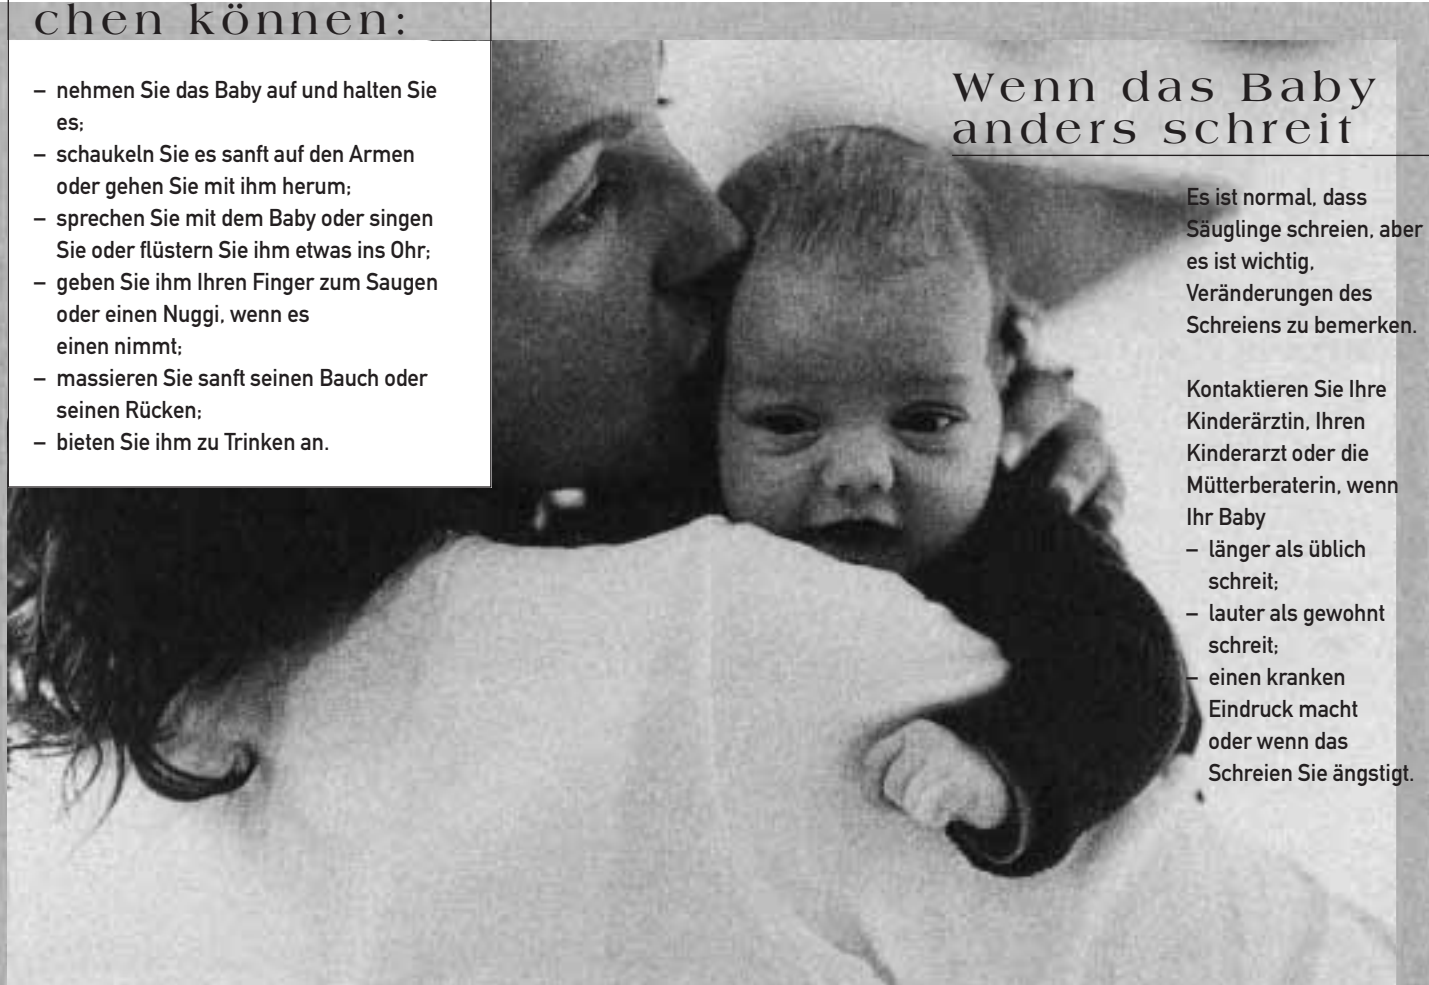 chen können:
– nehmen Sie das Baby auf und halten Sie
es;
– schaukeln Sie es sanft auf den Armen
oder gehen Sie mit ihm herum;
– sprechen Sie mit dem Baby oder singen
Sie oder flüstern Sie ihm etwas ins Ohr;
– geben Sie ihm Ihren Finger zum Saugen
oder einen Nuggi, wenn es
einen nimmt;
– massieren Sie sanft seinen Bauch oder
seinen Rücken;
– bieten Sie ihm zu Trinken an.
Wenn das Baby
anders schreit
Es ist normal, dass
Säuglinge schreien, aber
es ist wichtig,
Veränderungen des
Schreiens zu bemerken.
Kontaktieren Sie Ihre
Kinderärztin, Ihren
Kinderarzt oder die
Mütterberaterin, wenn
Ihr Baby
– länger als üblich
schreit;
– lauter als gewohnt
schreit;
– einen kranken
Eindruck macht
oder wenn das
Schreien Sie ängstigt.